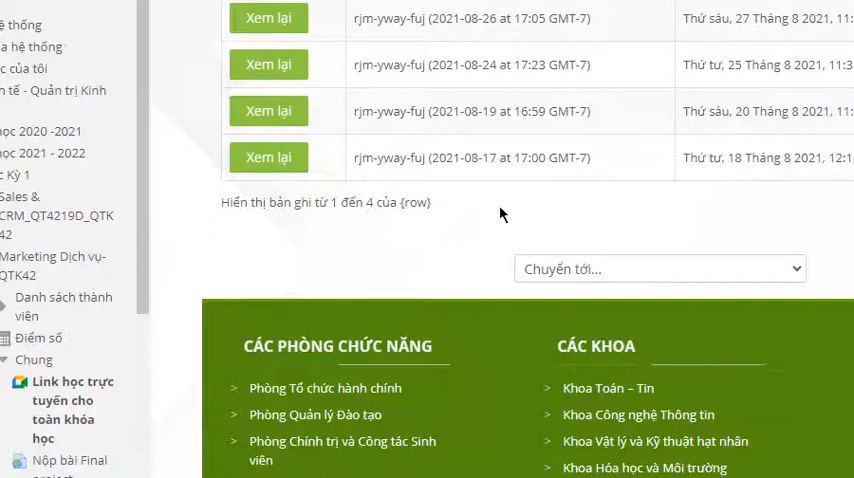 ệ thống
a hệ thống
c của tôi
n tế - Quản trị Kinh
học 2020 -2021
học 2021 - 2022
c Kỳ 1
Sales &
CRM_QT4219D_QTK
42
Marketing Dịch vụ-
QTK42
Danh sách thành
viên
Điểm số
Chung
Link học trực
tuyến cho
toàn khóa
học
Nộp bài Final
project
Xem lại rjm-yway-fuj (2021-08-26 at 17:05 GMT-7) Thứ sáu, 27 Tháng 8 2021, 11:
Xem lại rjm-yway-fuj (2021-08-24 at 17:23 GMT-7) Thứ tư, 25 Tháng 8 2021, 11:3
Xem lại rjm-yway-fuj (2021-08-19 at 16:59 GMT-7) Thứ sáu, 20 Tháng 8 2021, 11:
Xem lại rjm-yway-fuj (2021-08-17 at 17:00 GMT-7) Thứ tư, 18 Tháng 8 2021, 12:1
Hiển thị bản ghi từ 1 đến 4 của {row}
Chuyển tới...
CÁC PHÒNG CHỨC NĂNG
> Phòng Tổ chức hành chính
> Phòng Quản lý Đào tạo
> Phòng Chính trị và Công tác Sinh
viên
CÁC KHOA
> Khoa Toán – Tin
> Khoa Công nghệ Thông tin
> Khoa Vật lý và Kỹ thuật hạt nhân
> Khoa Hóa học và Môi trường